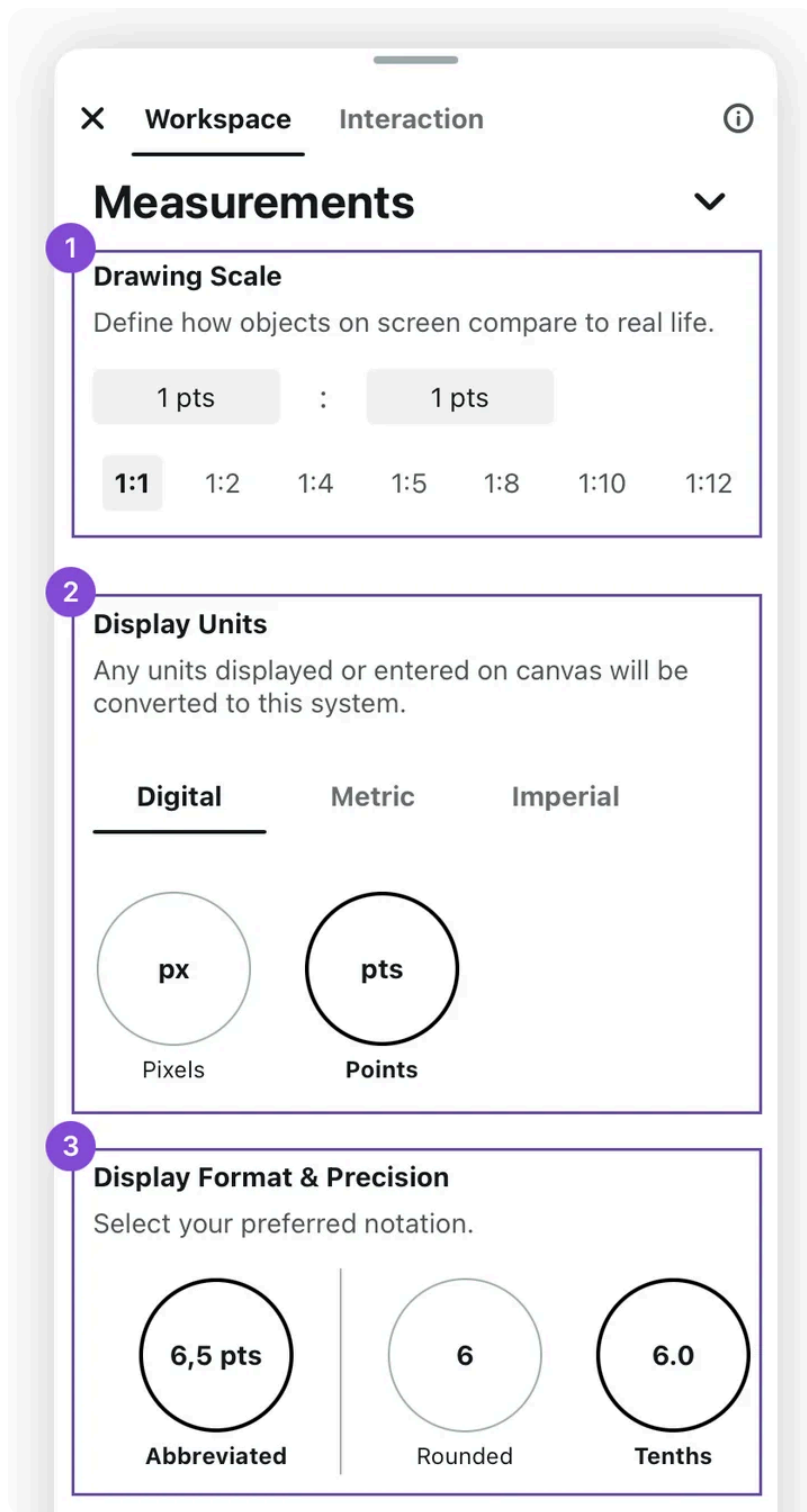 Workspace Interaction
Measurements
1
Drawing Scale
Define how objects on screen compare to real life.
1 pts : 1 pts
1:1 1:2 1:4 1:5 1:8 1:10 1:12
2
Display Units
Any units displayed or entered on canvas will be
converted to this system.
Digital Metric Imperial
px pts
Pixels Points
3
Display Format & Precision
Select your preferred notation.
6,5 pts 6 6.0
Abbreviated Rounded Tenths